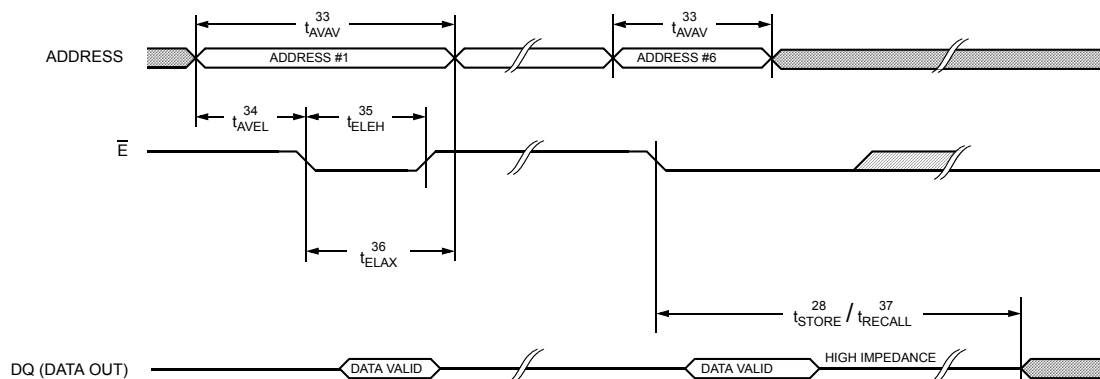 33
tAVAV
33
tAVAV
ADDRESS
ADDRESS #1
ADDRESS #6
34
tAVEL
35
tELEH
E̅
36
tELAX
28
tSTORE / 37
tRECALL
DQ (DATA OUT)
DATA VALID
DATA VALID
HIGH IMPEDANCE